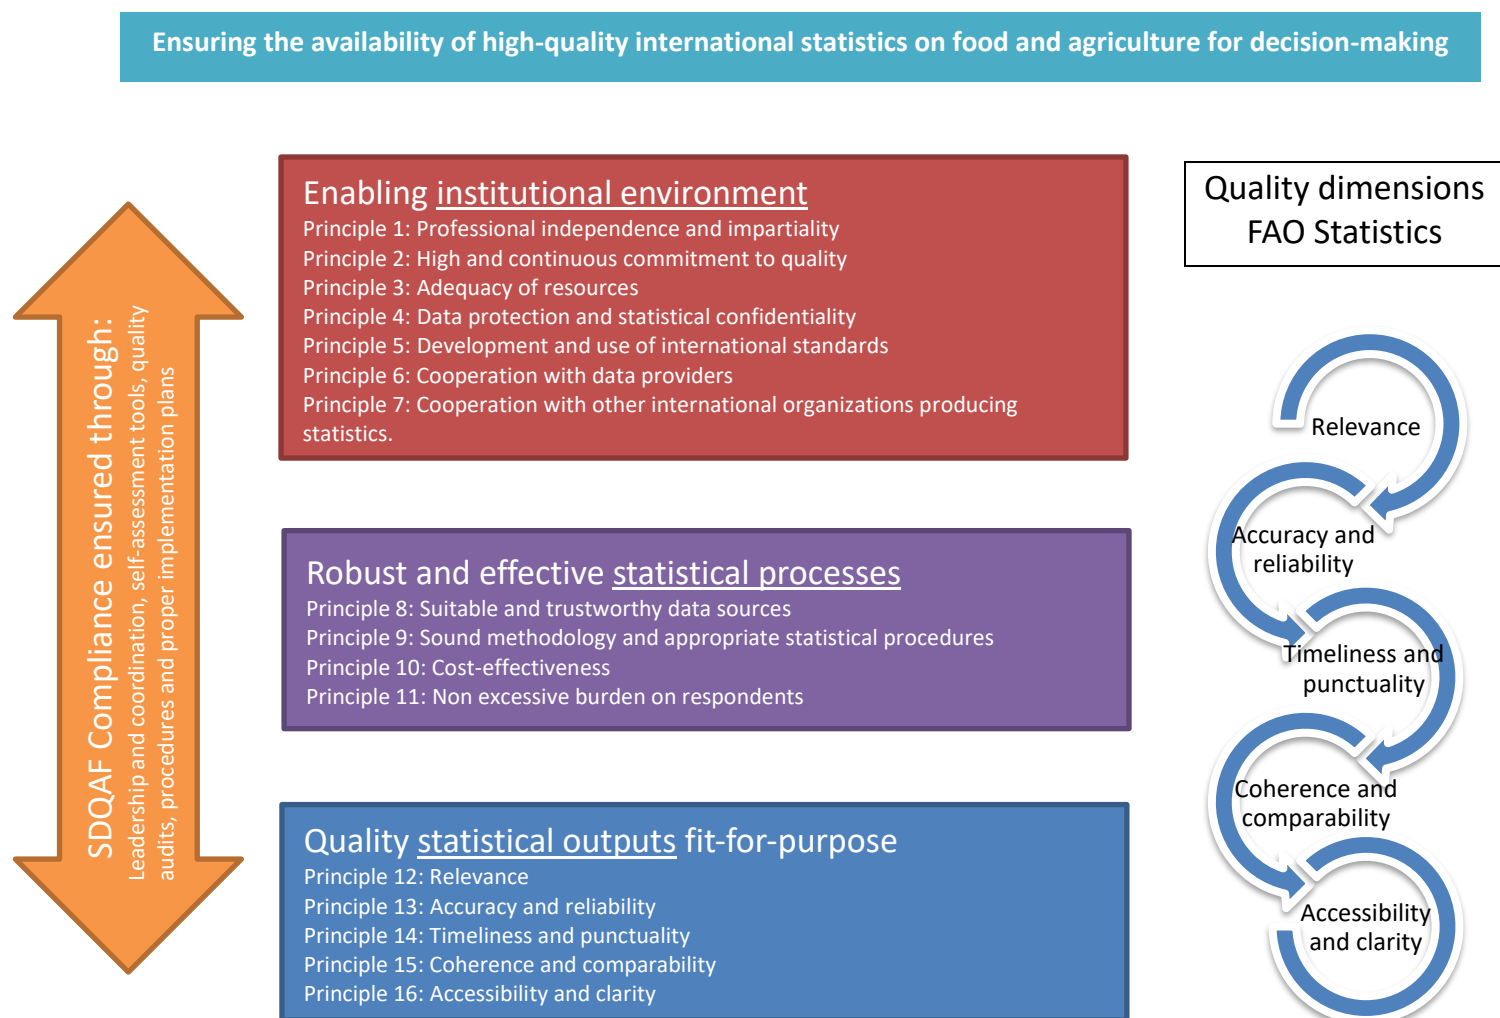 Ensuring the availability of high-quality international statistics on food and agriculture for decision-making
SDQAF Compliance ensured through:
Leadership and coordination, self-assessment tools, quality
audits, procedures and proper implementation plans
Enabling institutional environment
Principle 1: Professional independence and impartiality
Principle 2: High and continuous commitment to quality
Principle 3: Adequacy of resources
Principle 4: Data protection and statistical confidentiality
Principle 5: Development and use of international standards
Principle 6: Cooperation with data providers
Principle 7: Cooperation with other international organizations producing
statistics.
Robust and effective statistical processes
Principle 8: Suitable and trustworthy data sources
Principle 9: Sound methodology and appropriate statistical procedures
Principle 10: Cost-effectiveness
Principle 11: Non excessive burden on respondents
Quality statistical outputs fit-for-purpose
Principle 12: Relevance
Principle 13: Accuracy and reliability
Principle 14: Timeliness and punctuality
Principle 15: Coherence and comparability
Principle 16: Accessibility and clarity
Quality dimensions
FAO Statistics
Relevance
Accuracy and
reliability
Timeliness and
punctuality
Coherence and
comparability
Accessibility
and clarity